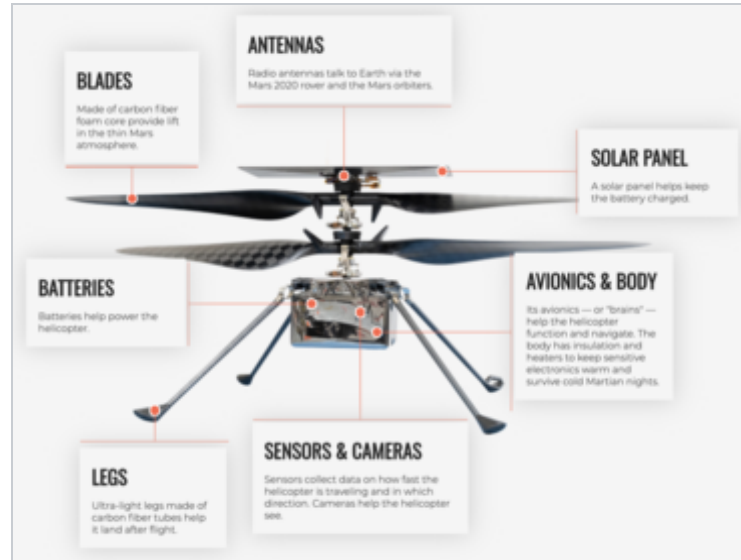 ANTENNAS
Radio antennas talk to Earth via the
Mars 2020 rover and the Mars orbiters.
BLADES
Made of carbon fiber
foam core provide lift
in the thin Mars
atmosphere.
SOLAR PANEL
A solar panel helps keep
the battery charged.
BATTERIES
Batteries help power the
helicopter.
AVIONICS & BODY
Its avionics — or "brains" —
help the helicopter
function and navigate. The
body has insulation and
heaters to keep sensitive
electronics warm and
survive cold Martian nights.
LEGS
Ultra-light legs made of
carbon fiber tubes help
it land after flight.
SENSORS & CAMERAS
Sensors collect data on how fast the
helicopter is traveling and in which
direction. Cameras help the helicopter
see.